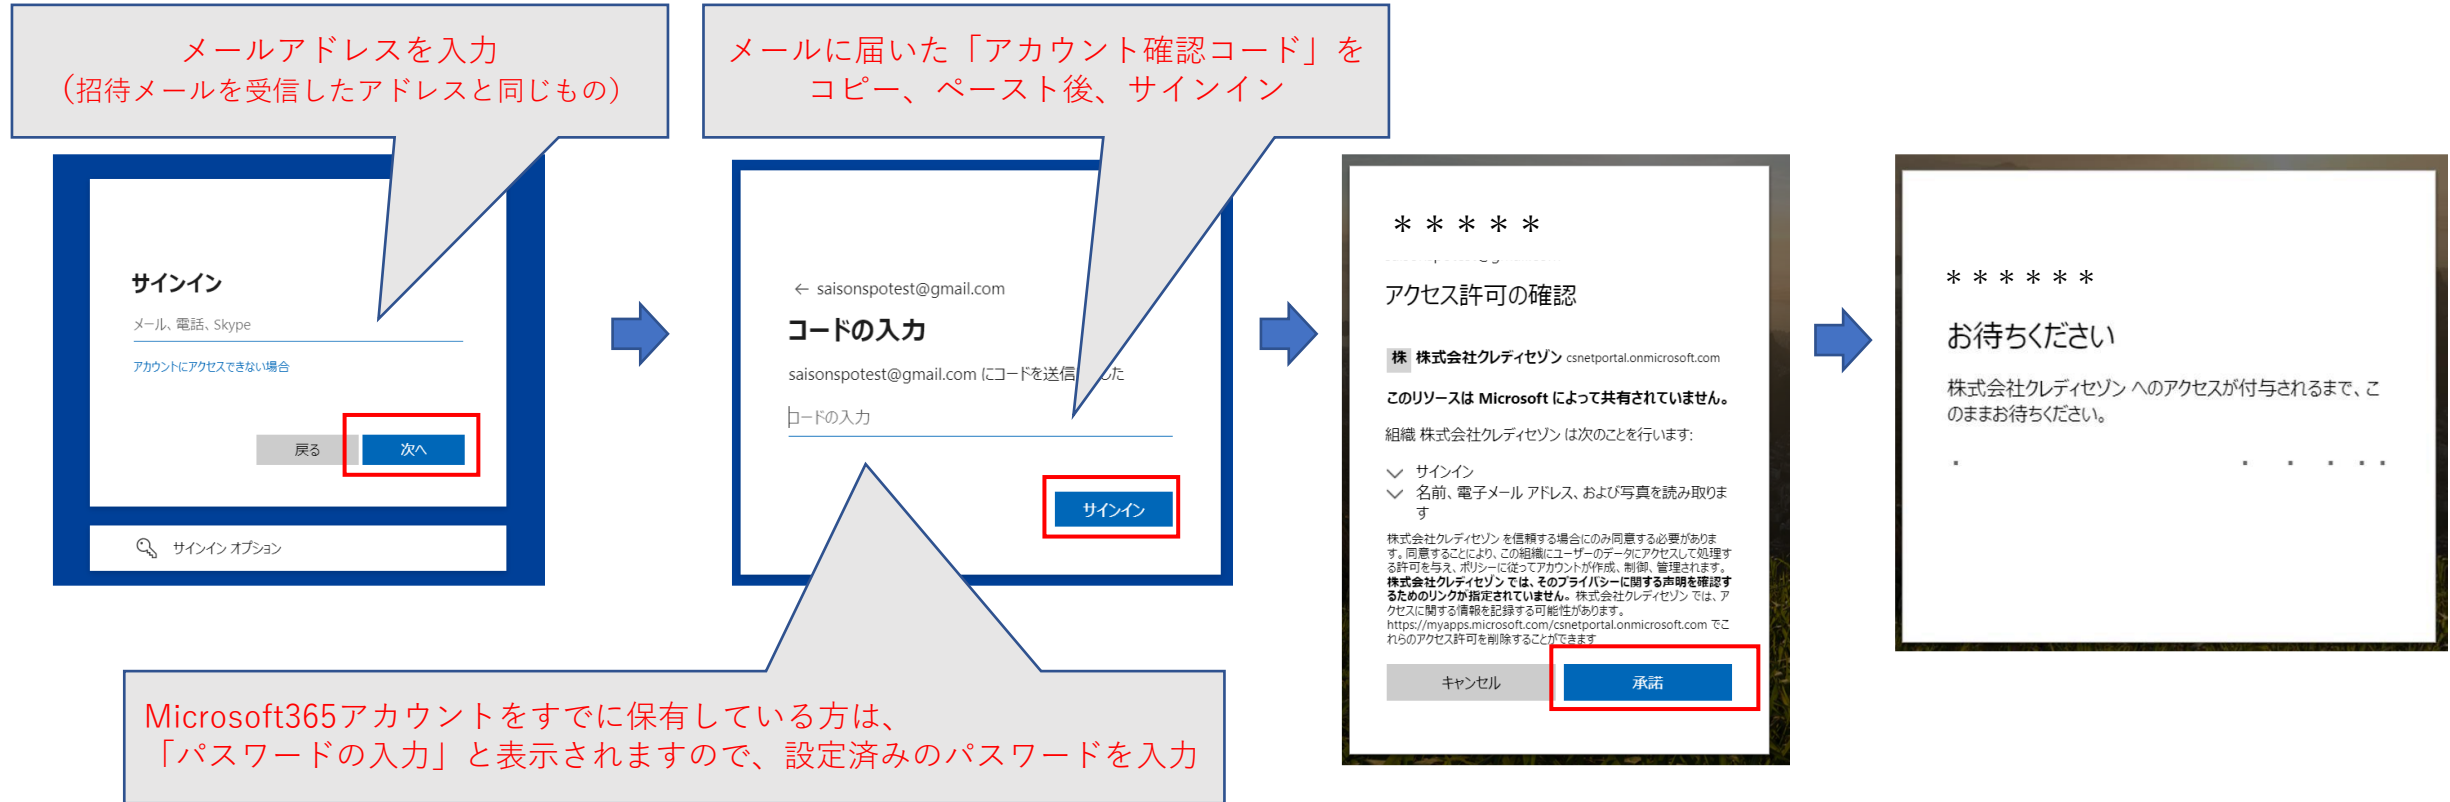 メールアドレスを入力
（招待メールを受信したアドレスと同じもの）
サインイン
メール、電話、Skype
アカウントにアクセスできない場合
戻る
次へ
サインイン オプション
メールに届いた「アカウント確認コード」を
コピー、ペースト後、サインイン
← saisonspotest@gmail.com
コードの入力
saisonspotest@gmail.com にコードを送信した
コードの入力
サインイン
Microsoft365アカウントをすでに保有している方は、
「パスワードの入力」と表示されますので、設定済みのパスワードを入力
＊＊＊＊＊
アクセス許可の確認
株 株式会社クレディセゾン csnetportal.onmicrosoft.com
このリソースは Microsoft によって共有されていません。
組織 株式会社クレディセゾン は次のことを行います:
サインイン
名前、電子メール アドレス、および写真を読み取りま
す
株式会社クレディセゾン を信頼する場合にのみ同意する必要がありま
す。同意することにより、この組織にユーザーのデータにアクセスして処理す
る許可を与え、ポリシーに従ってアカウントが作成、制御、管理されます。
株式会社クレディセゾン では、そのプライバシーに関する声明を確認す
るためのリンクが指定されていません。株式会社クレディセゾン では、ア
クセスに関する情報を記録する可能性があります。
https://myapps.microsoft.com/csnetportal.onmicrosoft.com でこ
れらのアクセス許可を削除することができます
キャンセル
承諾
＊＊＊＊＊＊
お待ちください
株式会社クレディセゾン へのアクセスが付与されるまで、こ
のままお待ちください。